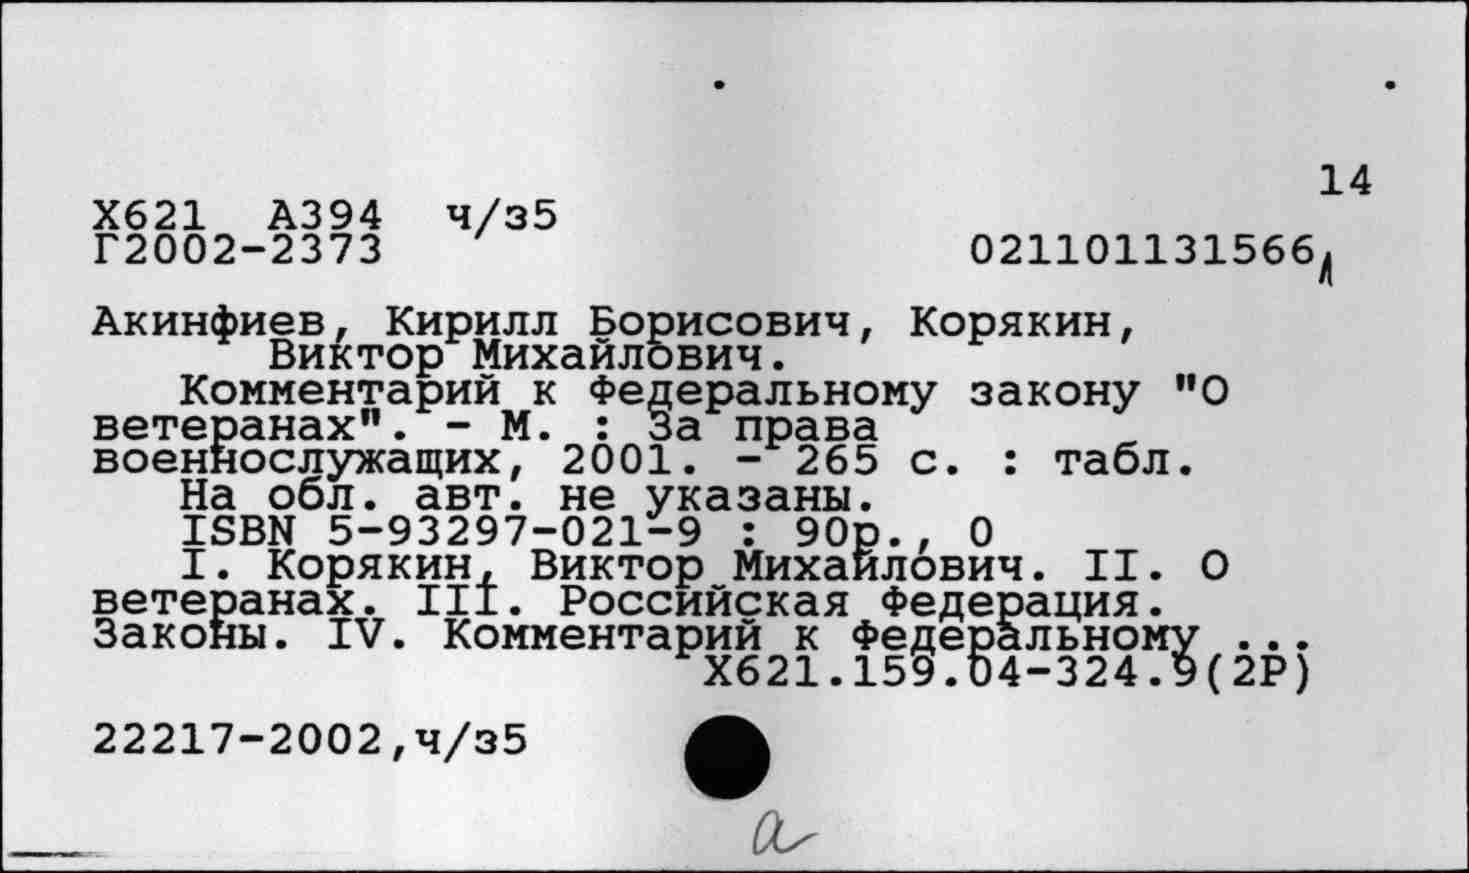 14
Х621 А394 ч/з5
Г2002-2373 021101131566д
Акинфиев, Кирилл Борисович, Корякин,
Виктор Михайлович.
Комментарий к Федеральному закону "О
ветеранах". - М. : За права
военнослужащих, 2001. - 265 с. : табл.
На обл. авт. не указаны.
ISBN 5-93297-021-9 : 90р., 0
I. Корякин, Виктор Михайлович. II. О
ветеранах. III. Российская Федерация.
Законы. IV. Комментарий к Федеральному ...
Х621.159.04-324.9(2Р)
22217-2002,ч/з5
а